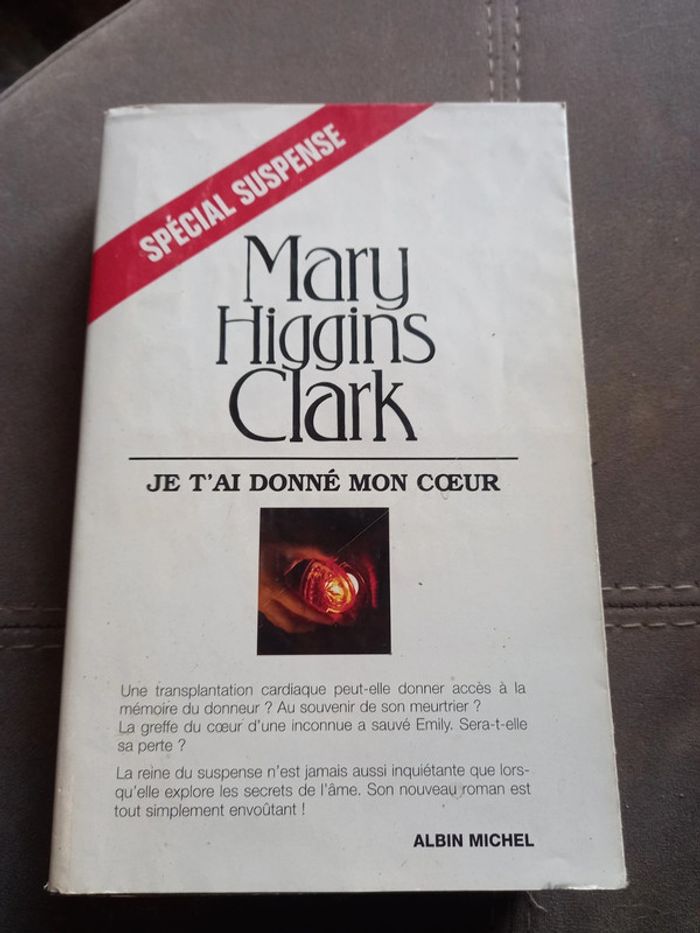 SPÉCIAL SUSPENSE
Mary
Higgins
Clark
JE T'AI DONNÉ MON CŒUR
Une transplantation cardiaque peut-elle donner accès à la
mémoire du donneur ? Au souvenir de son meurtrier ?
La greffe du cœur d'une inconnue a sauvé Emily. Sera-t-elle
sa perte ?
La reine du suspense n'est jamais aussi inquiétante que lors-
qu'elle explore les secrets de l'âme. Son nouveau roman est
tout simplement envoûtant !
ALBIN MICHEL